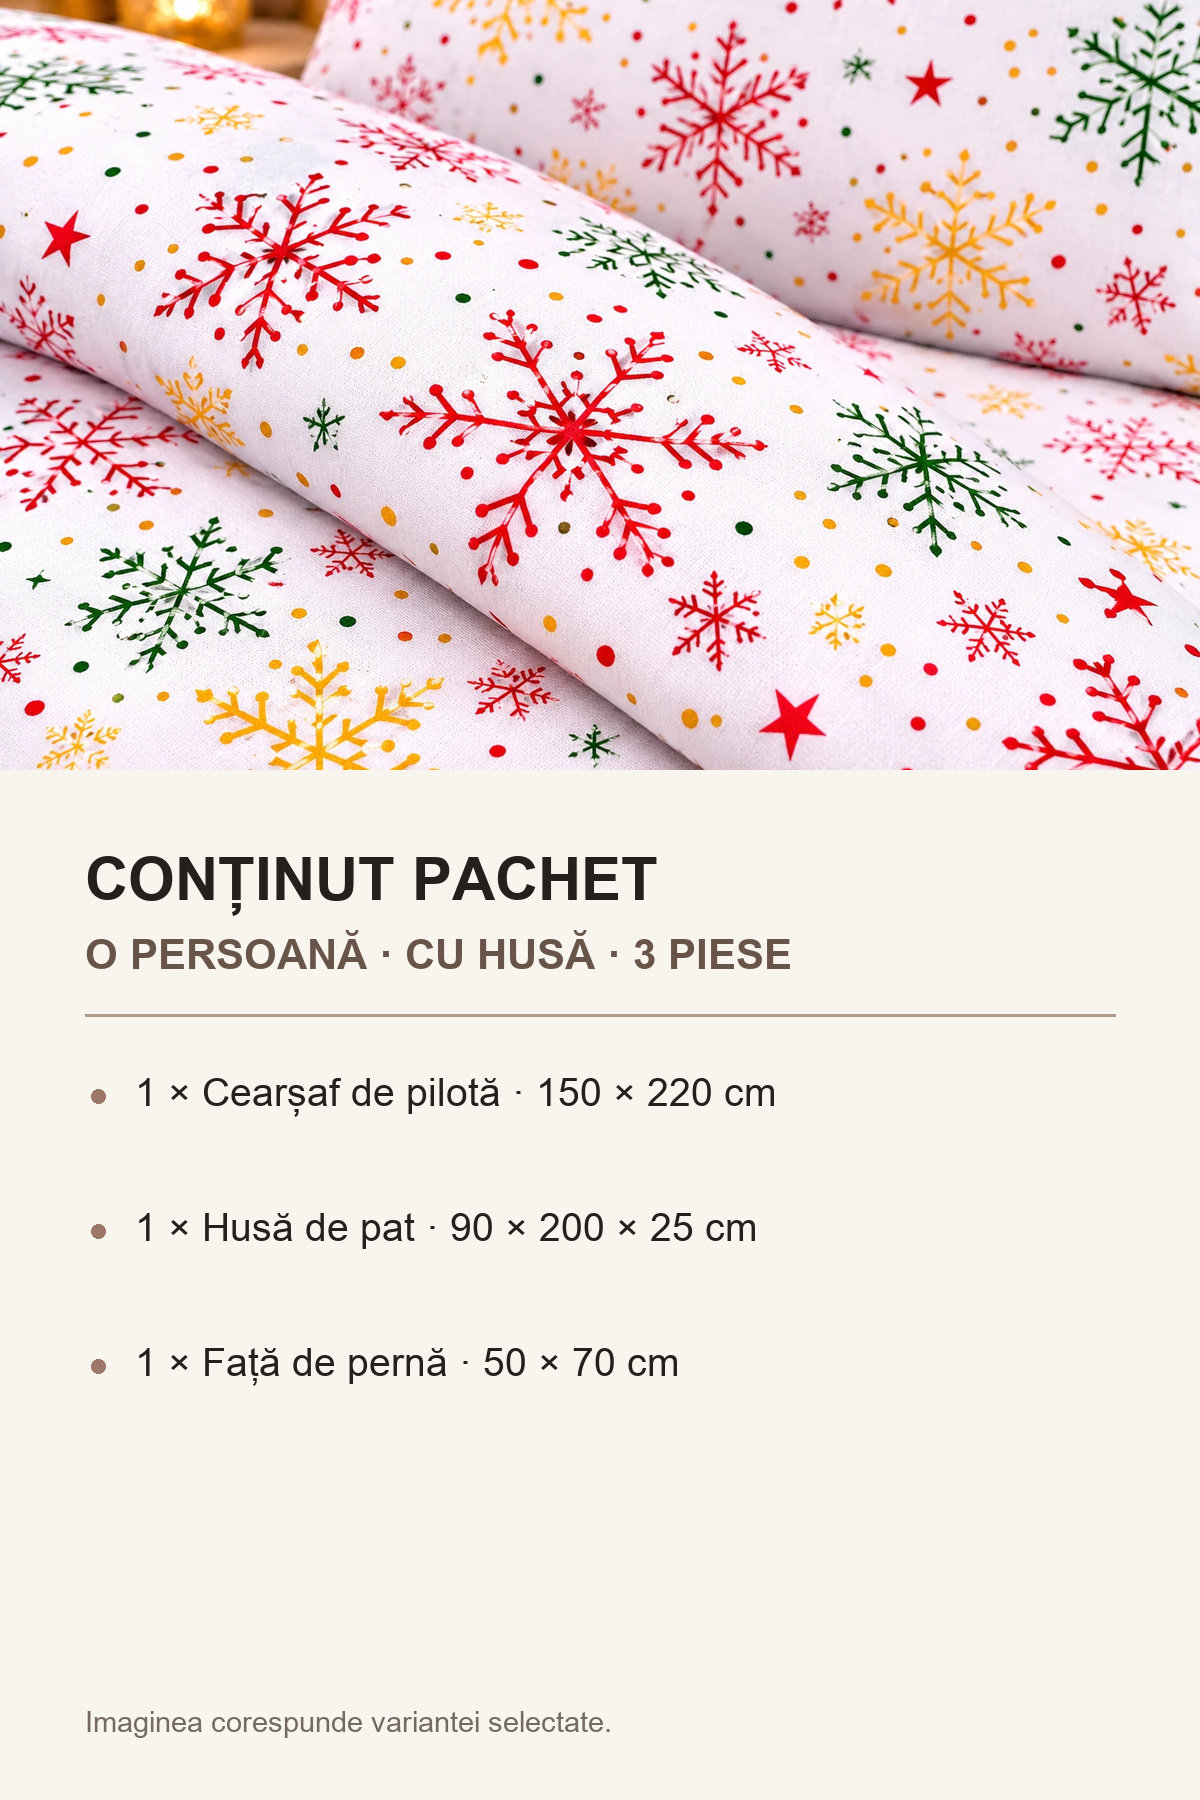 CONȚINUT PACHET
O PERSOANĂ · CU HUSĂ · 3 PIESE
1 × Cearșaf de pilotă · 150 × 220 cm
1 × Husă de pat · 90 × 200 × 25 cm
1 × Față de pernă · 50 × 70 cm
Imaginea corespunde variantei selectate.